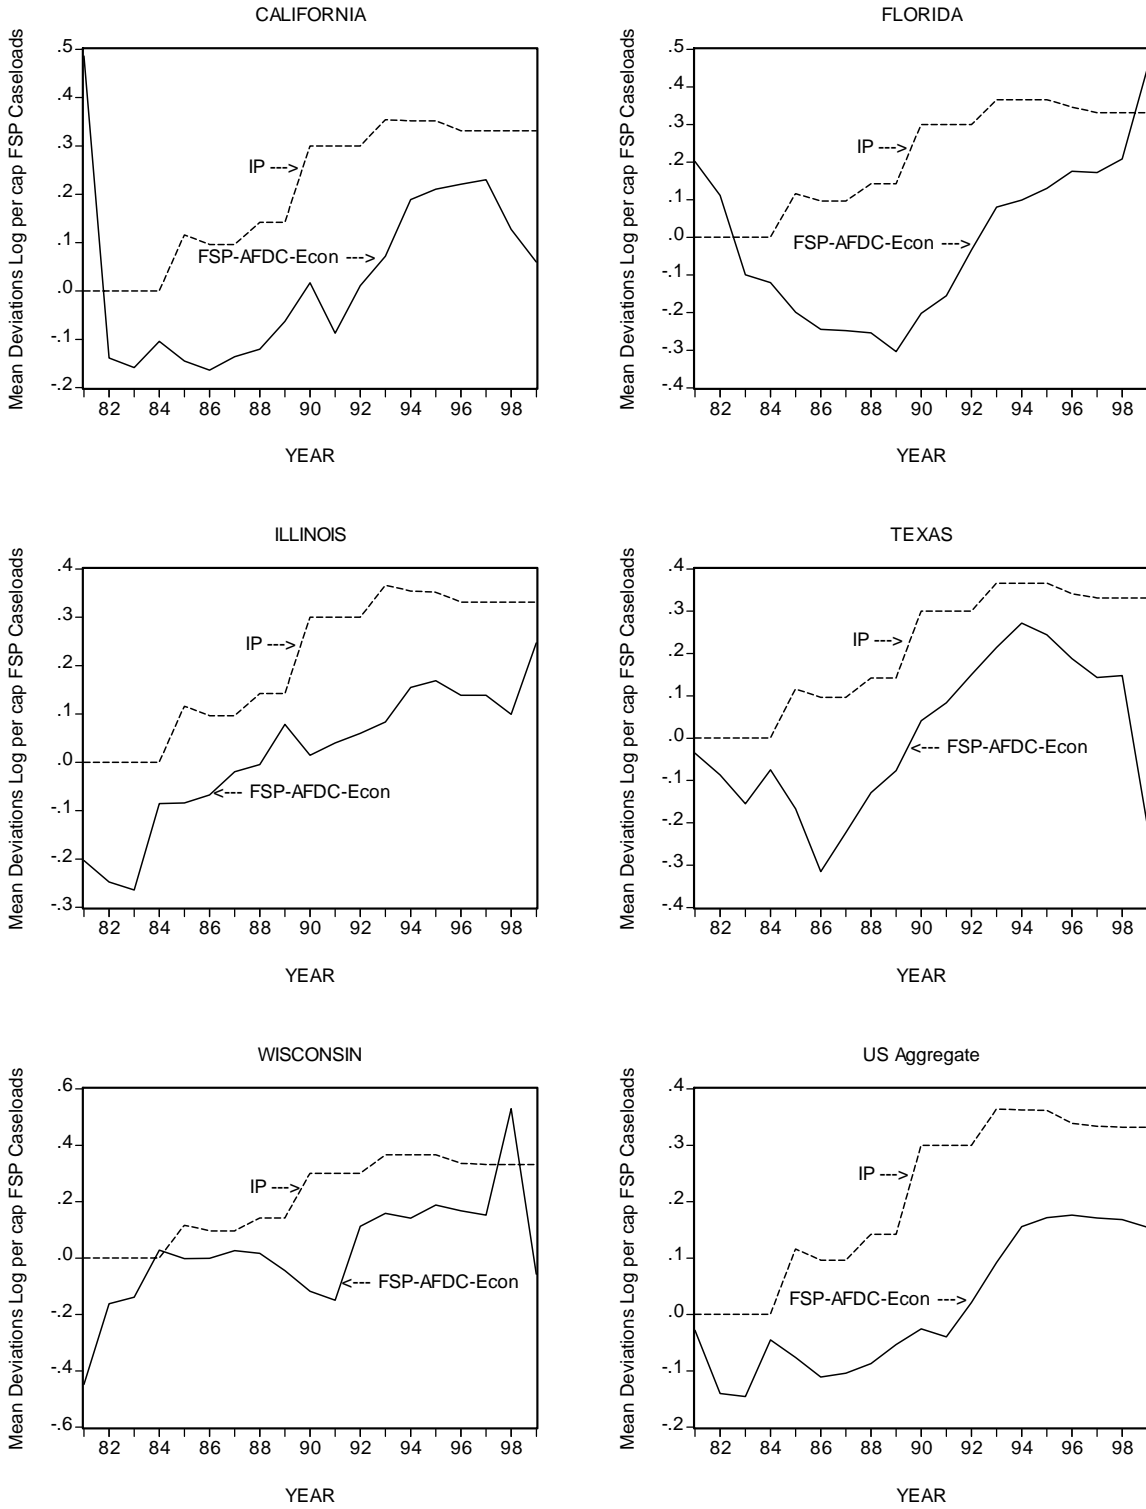 CALIFORNIA
Mean Deviations Log per cap FSP Caseloads
.5
.4
.3
.2
.1
.0
-.1
-.2
IP --->
FSP-AFDC-Econ --->
82 84 86 88 90 92 94 96 98
YEAR
FLORIDA
Mean Deviations Log per cap FSP Caseloads
.5
.4
.3
.2
.1
.0
-.1
-.2
-.3
-.4
IP --->
FSP-AFDC-Econ --->
82 84 86 88 90 92 94 96 98
YEAR
ILLINOIS
Mean Deviations Log per cap FSP Caseloads
.4
.3
.2
.1
.0
-.1
-.2
-.3
IP --->
<--- FSP-AFDC-Econ
82 84 86 88 90 92 94 96 98
YEAR
TEXAS
Mean Deviations Log per cap FSP Caseloads
.4
.3
.2
.1
.0
-.1
-.2
-.3
-.4
IP --->
<--- FSP-AFDC-Econ
82 84 86 88 90 92 94 96 98
YEAR
WISCONSIN
Mean Deviations Log per cap FSP Caseloads
.6
.4
.2
.0
-.2
-.4
-.6
IP --->
<--- FSP-AFDC-Econ
82 84 86 88 90 92 94 96 98
YEAR
US Aggregate
Mean Deviations Log per cap FSP Caseloads
.4
.3
.2
.1
.0
-.1
-.2
IP --->
FSP-AFDC-Econ --->
82 84 86 88 90 92 94 96 98
YEAR